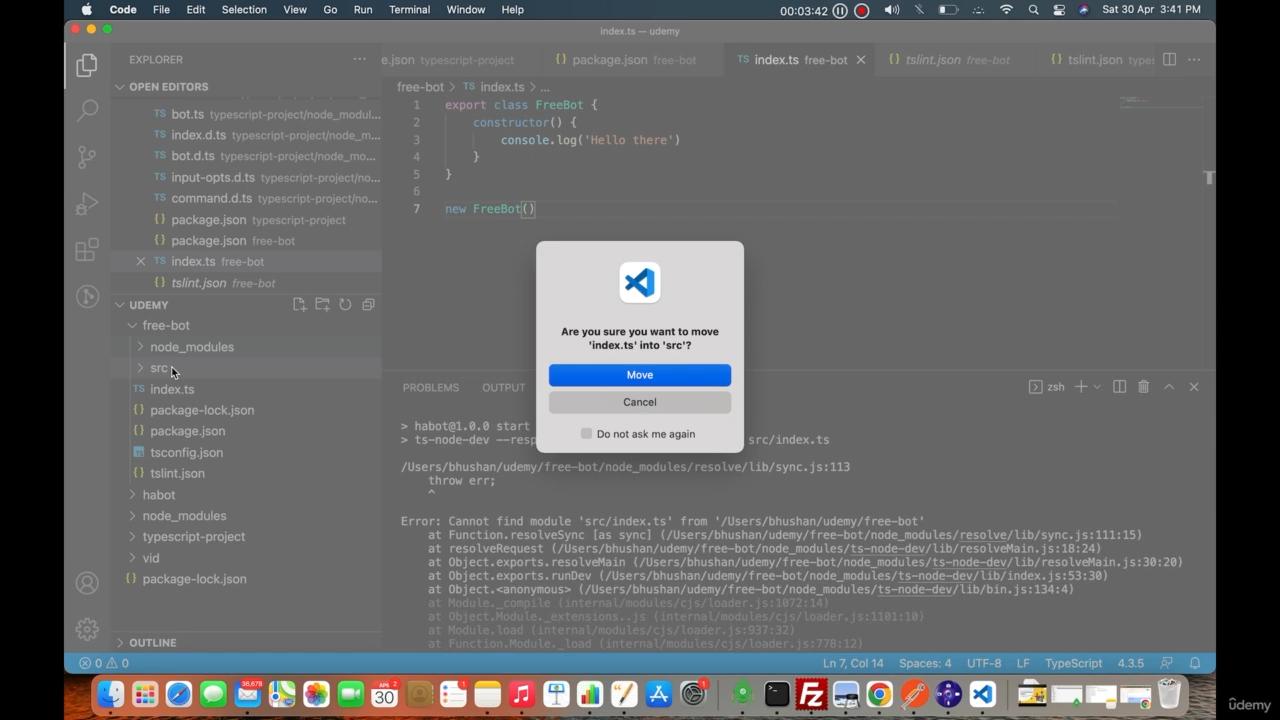 Code File Edit Selection View Go Run Terminal Window Help 00:03:42 Sat 30 Apr 3:41 PM
index.ts — udemy
EXPLORER
OPEN EDITORS
TS bot.ts typescript-project/node_modul...
TS index.d.ts typescript-project/node_m...
TS bot.d.ts typescript-project/node_mo...
TS input-opts.d.ts typescript-project/no...
TS command.d.ts typescript-project/no...
{} package.json typescript-project
{} package.json free-bot
TS index.ts free-bot
{} tslint.json free-bot
UDEMY
free-bot
node_modules
src
TS index.ts
{} package-lock.json
{} package.json
tsconfig.json
{} tslint.json
habot
node_modules
typescript-project
vid
{} package-lock.json
OUTLINE
e.json typescript-project {} package.json free-bot TS index.ts free-bot {} tslint.json free-bot {} tslint.json types
free-bot > TS index.ts > ...
1 export class FreeBot {
2 constructor() {
3 console.log('Hello there')
4 }
5 }
6
7 new FreeBot()
T
Are you sure you want to move
'index.ts' into 'src'?
Move
Cancel
Do not ask me again
PROBLEMS OUTPUT zsh
> habot@1.0.0 start
> ts-node-dev --resp src/index.ts
/Users/bhushan/udemy/free-bot/node_modules/resolve/lib/sync.js:113
throw err;
^
Error: Cannot find module 'src/index.ts' from '/Users/bhushan/udemy/free-bot'
at Function.resolveSync [as sync] (/Users/bhushan/udemy/free-bot/node_modules/resolve/lib/sync.js:111:15)
at resolveRequest (/Users/bhushan/udemy/free-bot/node_modules/ts-node-dev/lib/resolveMain.js:18:24)
at Object.exports.resolveMain (/Users/bhushan/udemy/free-bot/node_modules/ts-node-dev/lib/resolveMain.js:30:20)
at Object.exports.runDev (/Users/bhushan/udemy/free-bot/node_modules/ts-node-dev/lib/index.js:53:30)
at Object.<anonymous> (/Users/bhushan/udemy/free-bot/node_modules/ts-node-dev/lib/bin.js:134:4)
at Module._compile (internal/modules/cjs/loader.js:1072:14)
at Object.Module._extensions..js (internal/modules/cjs/loader.js:1101:10)
at Module.load (internal/modules/cjs/loader.js:937:32)
at Function.Module._load (internal/modules/cjs/loader.js:778:12)
0 0 Ln 7, Col 14 Spaces: 4 UTF-8 LF TypeScript 4.3.5
36,678 APR 30 2 1 1 Fz
ûdemy